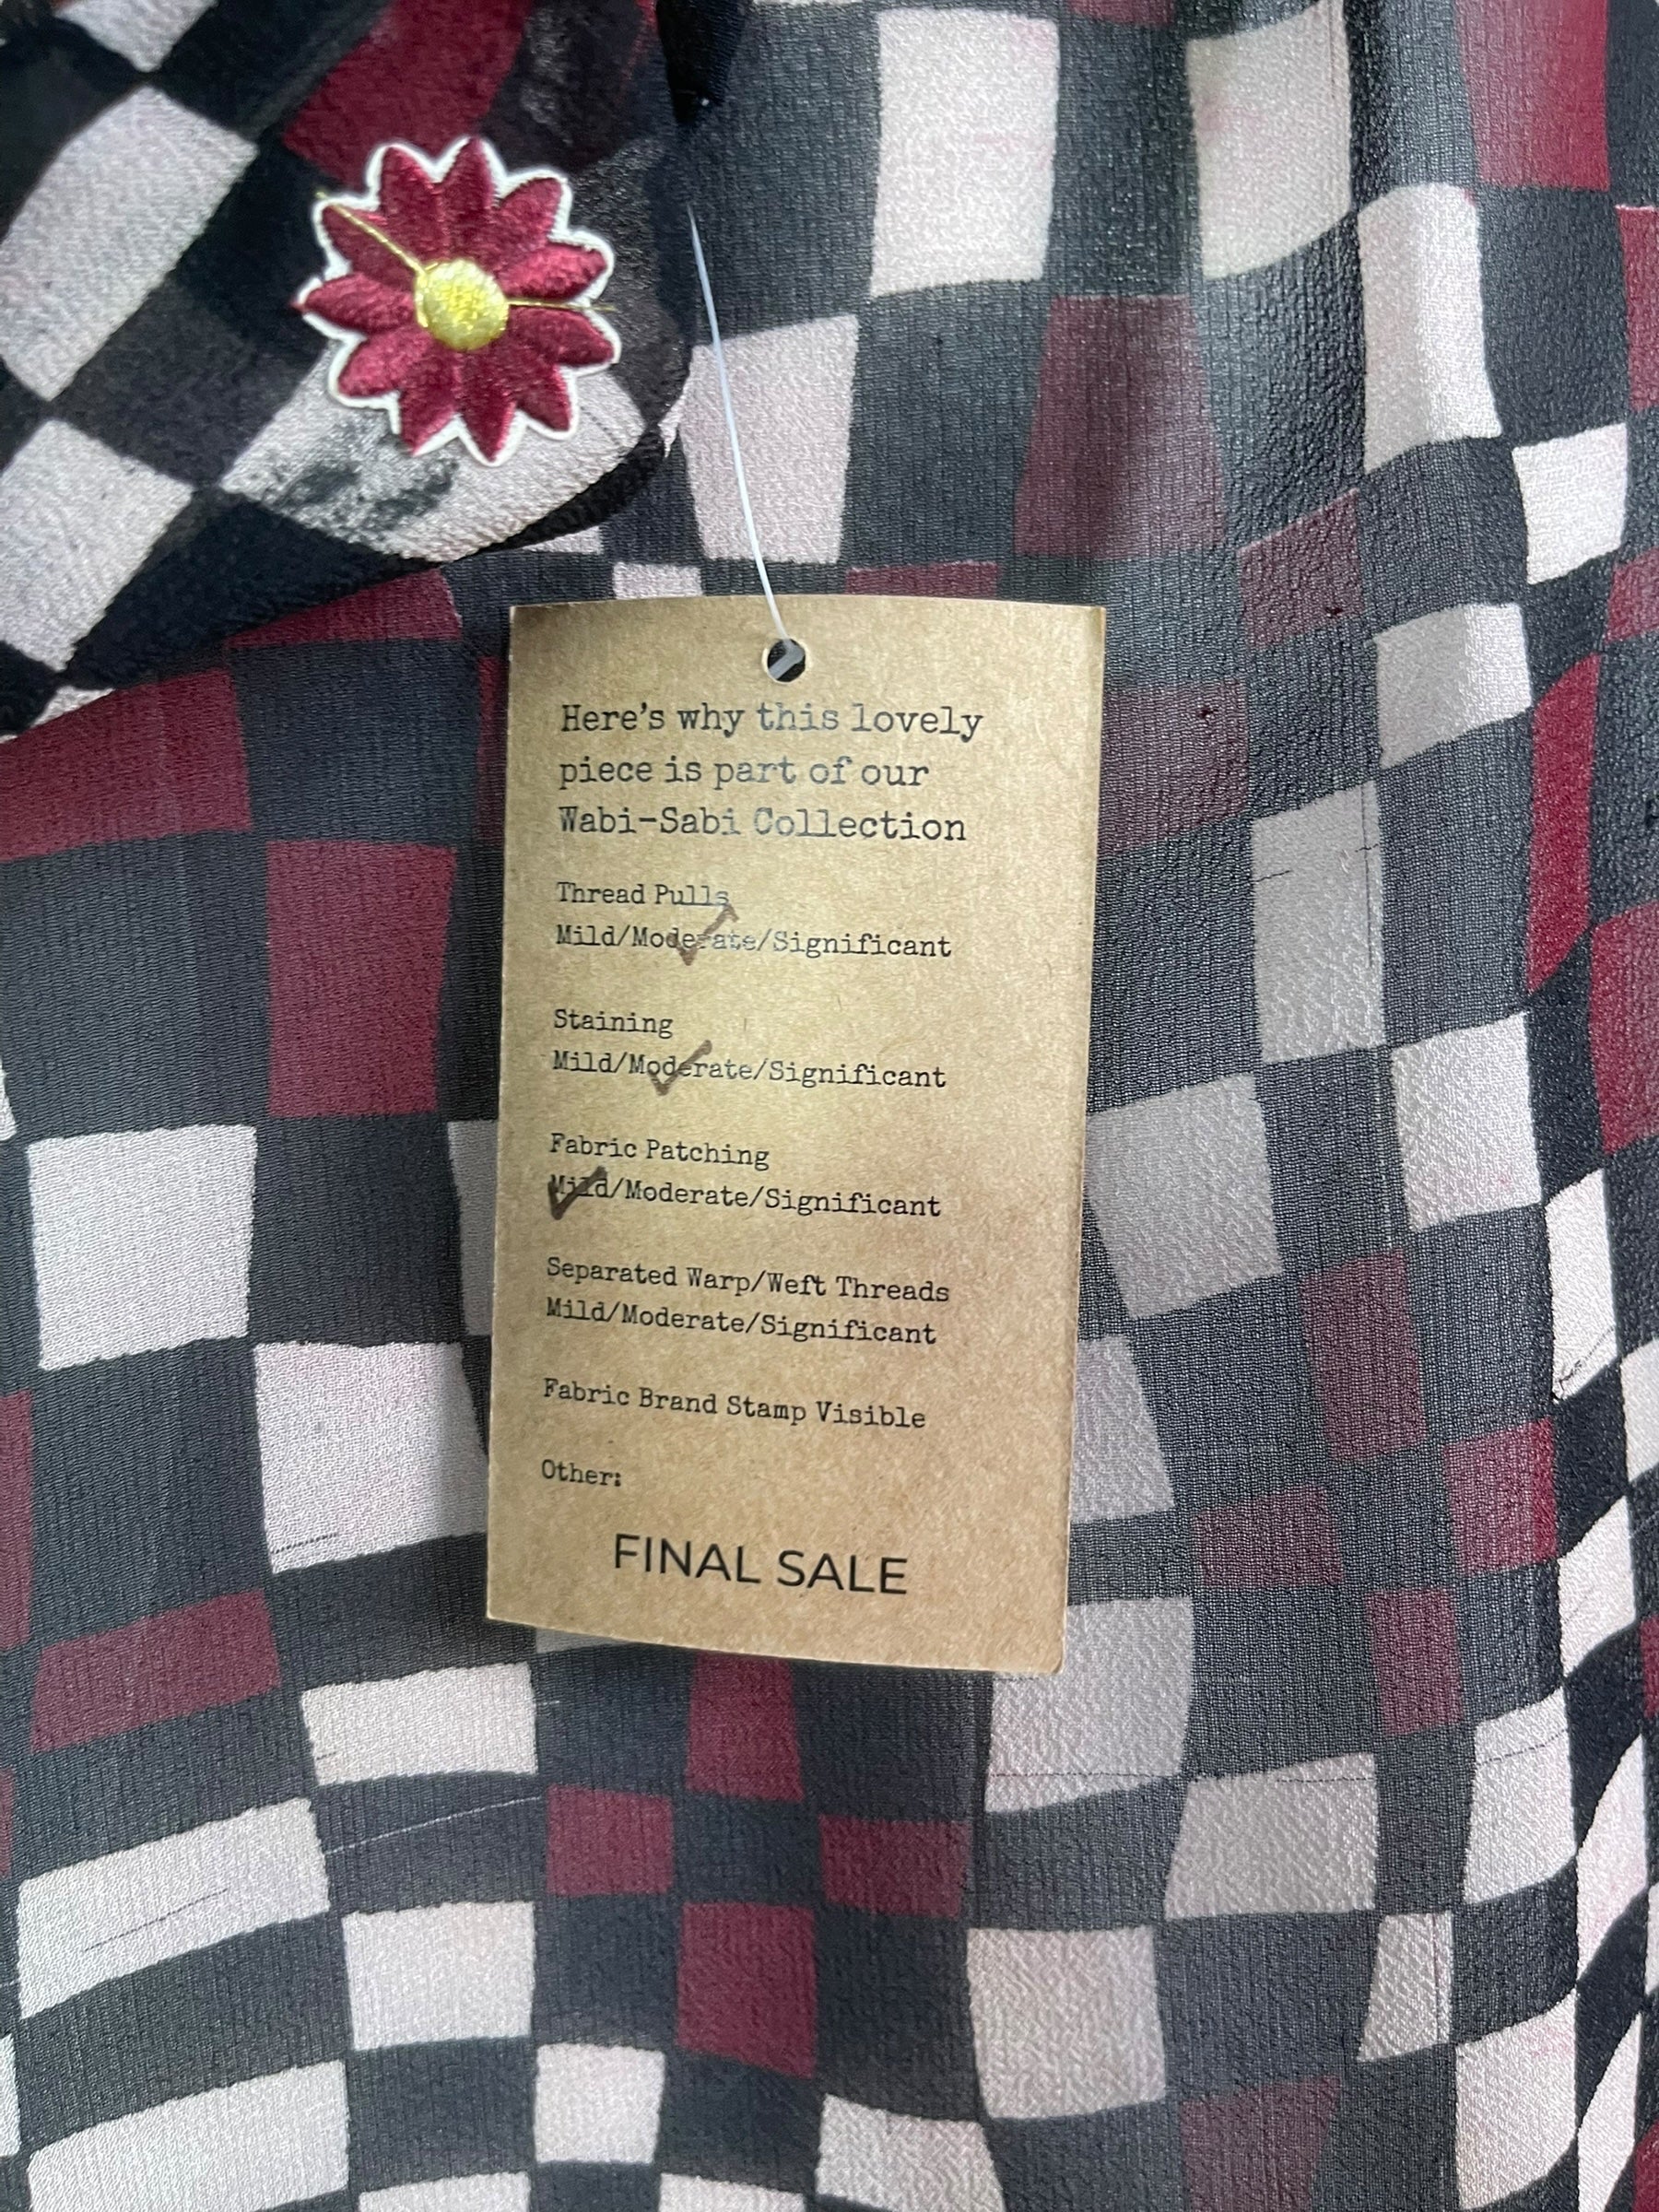 Here's why this lovely
piece is part of our
Wabi-Sabi Collection
Thread Pulls
Mild/Moderate/Significant
Staining
Mild/Moderate/Significant
Fabric Patching
Mild/Moderate/Significant
Separated Warp/Weft Threads
Mild/Moderate/Significant
Fabric Brand Stamp Visible
Other:
FINAL SALE